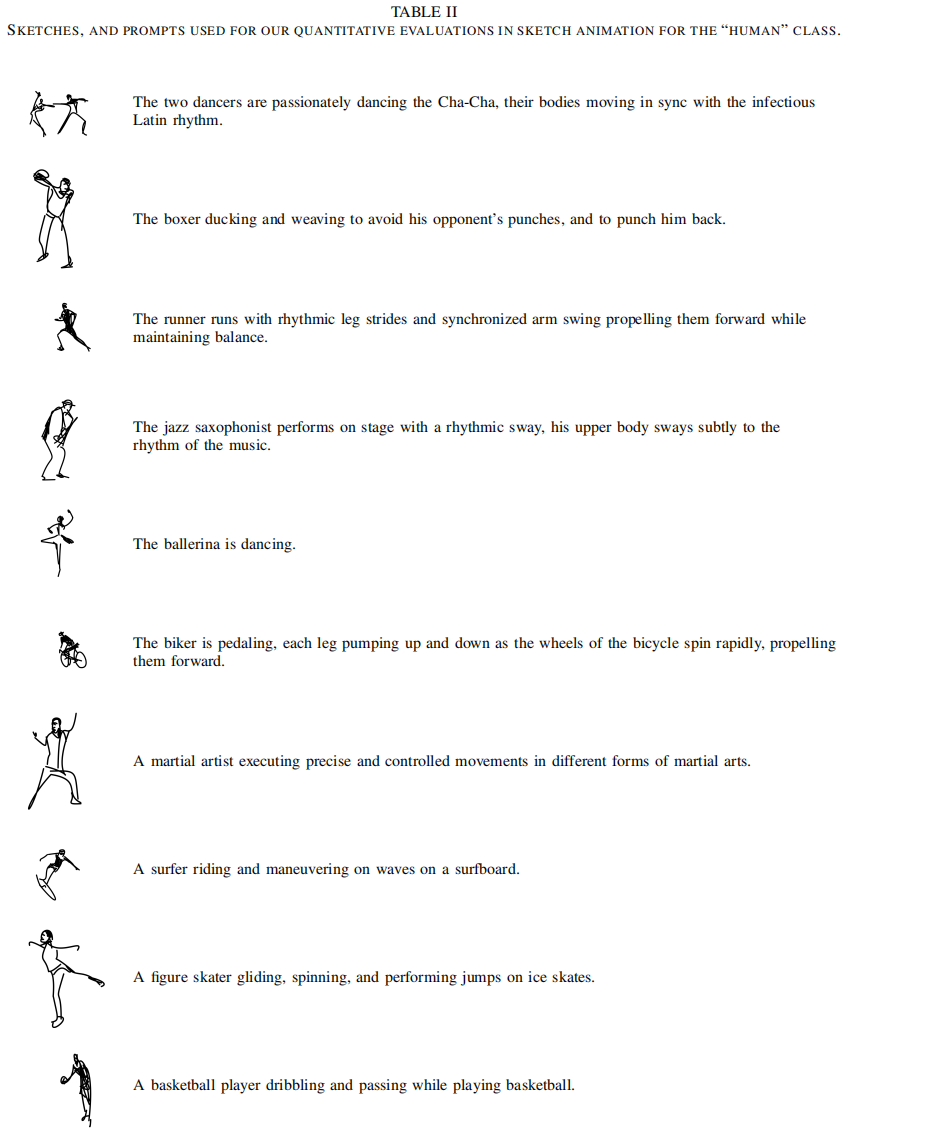 TABLE II
SKETCHES, AND PROMPTS USED FOR OUR QUANTITATIVE EVALUATIONS IN SKETCH ANIMATION FOR THE “HUMAN” CLASS.
The two dancers are passionately dancing the Cha-Cha, their bodies moving in sync with the infectious
Latin rhythm.
The boxer ducking and weaving to avoid his opponent’s punches, and to punch him back.
The runner runs with rhythmic leg strides and synchronized arm swing propelling them forward while
maintaining balance.
The jazz saxophonist performs on stage with a rhythmic sway, his upper body sways subtly to the
rhythm of the music.
The ballerina is dancing.
The biker is pedaling, each leg pumping up and down as the wheels of the bicycle spin rapidly, propelling
them forward.
A martial artist executing precise and controlled movements in different forms of martial arts.
A surfer riding and maneuvering on waves on a surfboard.
A figure skater gliding, spinning, and performing jumps on ice skates.
A basketball player dribbling and passing while playing basketball.